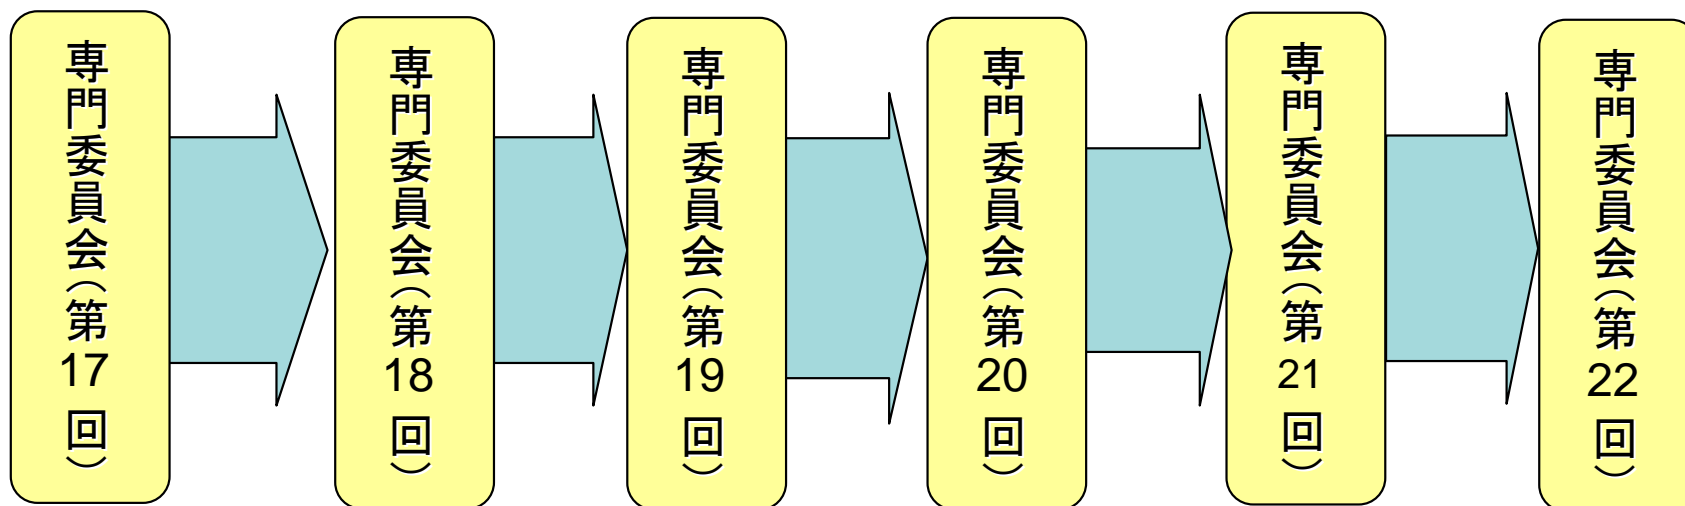 専門委員会（第17回）
専門委員会（第18回）
専門委員会（第19回）
専門委員会（第20回）
専門委員会（第21回）
専門委員会（第22回）